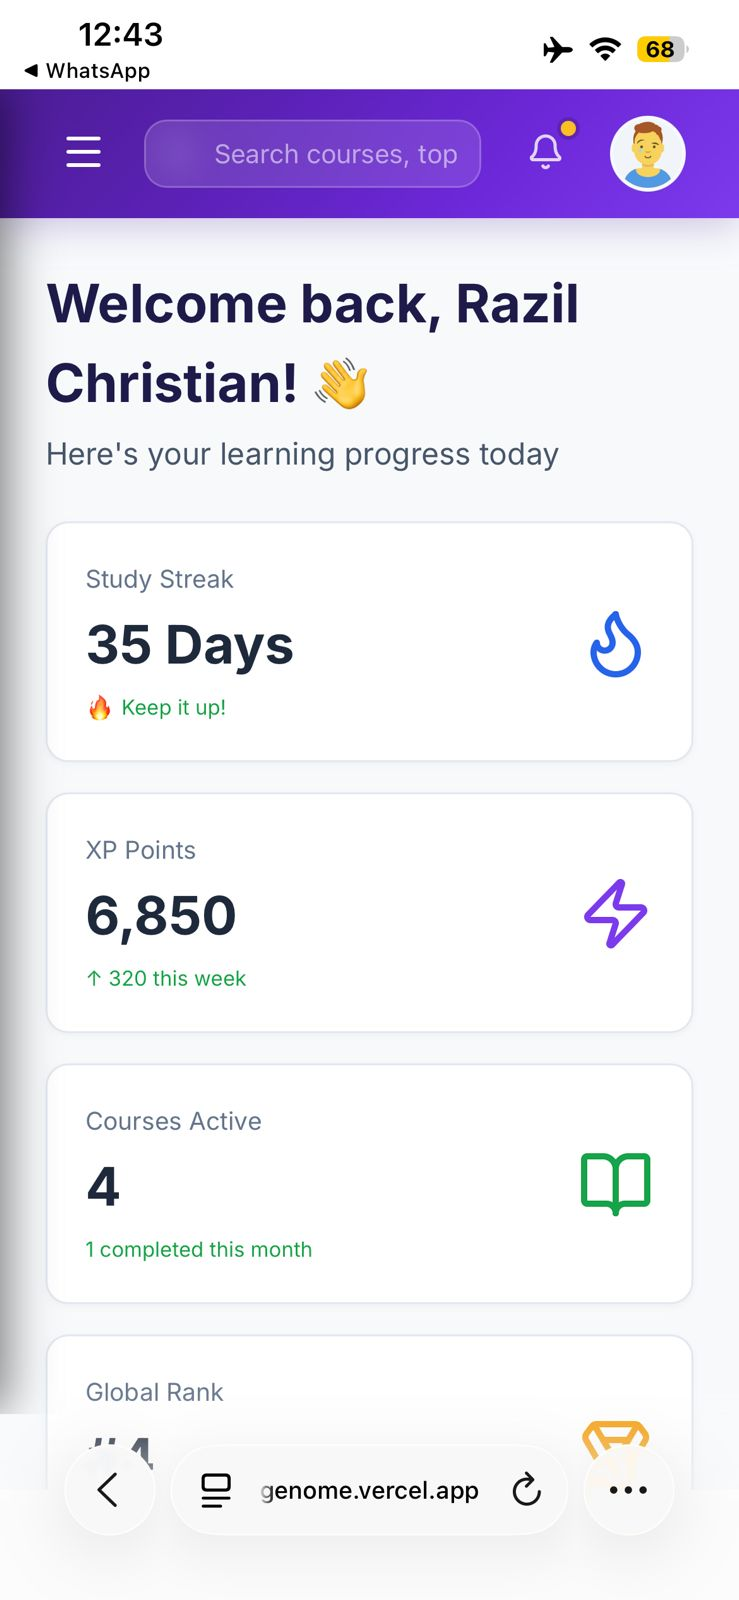 12:43
68
◀ WhatsApp
Search courses, top
Welcome back, Razil
Christian! 👋
Here's your learning progress today
Study Streak
35 Days
🔥 Keep it up!
XP Points
6,850
↑ 320 this week
Courses Active
4
1 completed this month
Global Rank
#4
genome.vercel.app